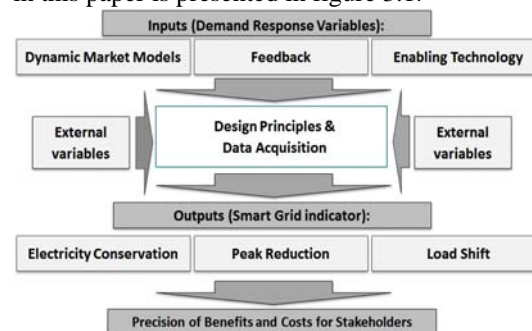 in this paper is presented in figure 3.1.
Inputs (Demand Response Variables):
Dynamic Market Models
Feedback
Enabling Technology
External
variables
Design Principles &
Data Acquisition
External
variables
Outputs (Smart Grid indicator):
Electricity Conservation
Peak Reduction
Load Shift
Precision of Benefits and Costs for Stakeholders